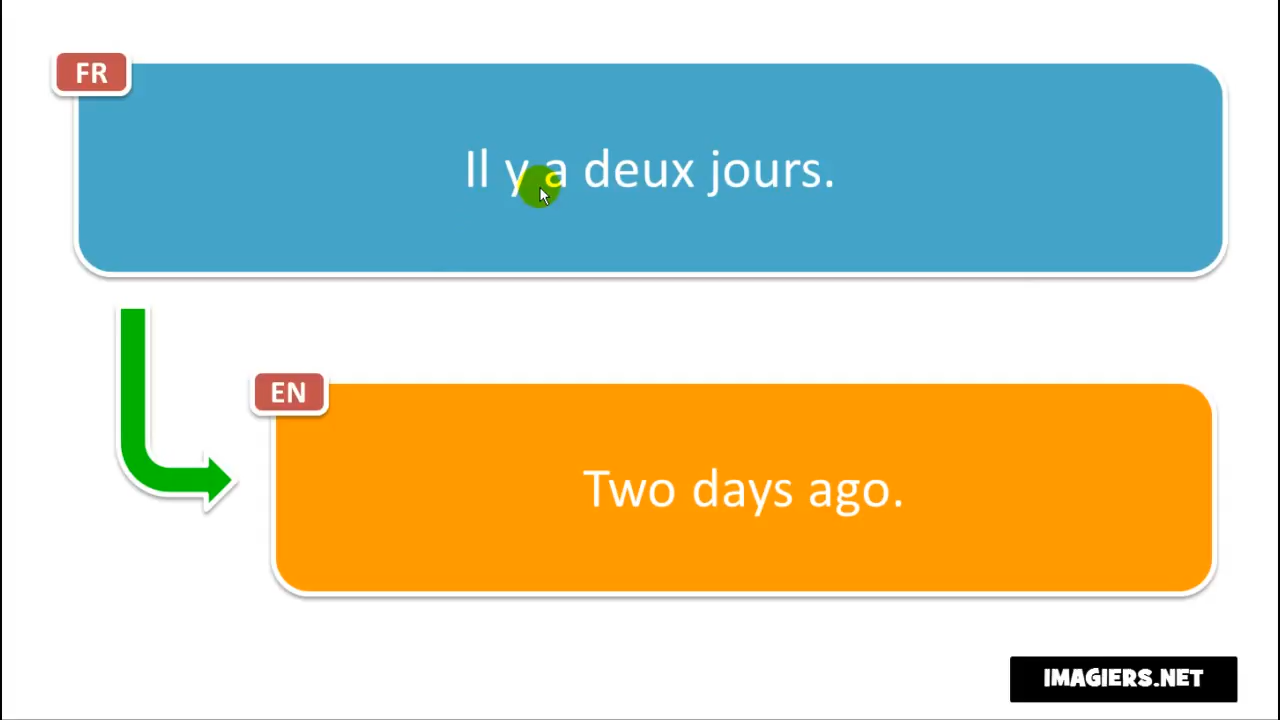 FR
Il y a deux jours.
EN
Two days ago.
IMAGIERS.NET